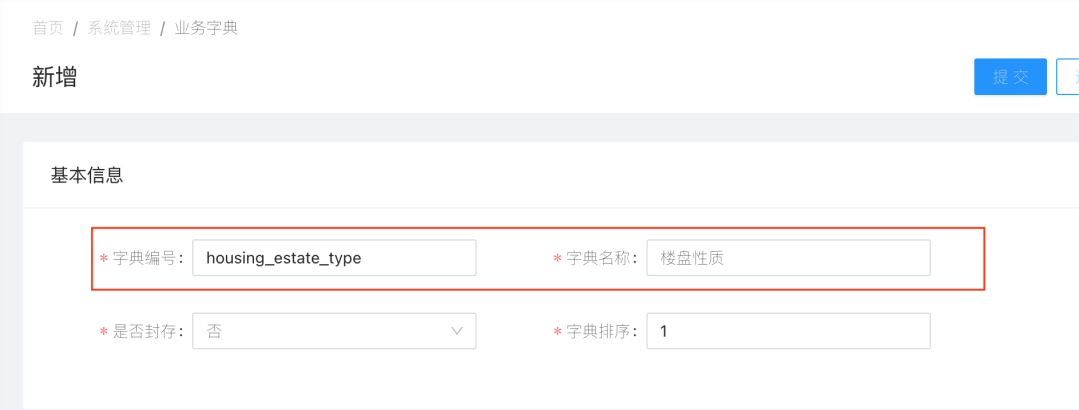 首页 / 系统管理 / 业务字典
新增
提 交
基本信息
* 字典编号: housing_estate_type * 字典名称: 楼盘性质
* 是否封存: 否 * 字典排序: 1